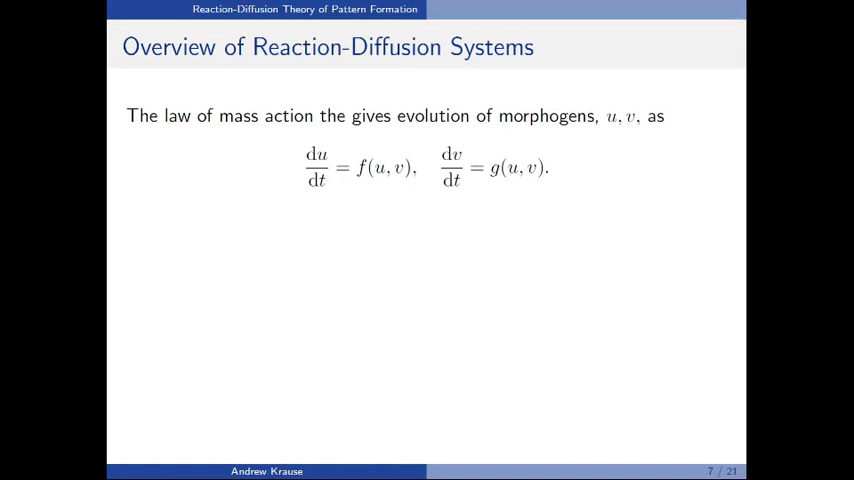 Reaction-Diffusion Theory of Pattern Formation
Overview of Reaction-Diffusion Systems
The law of mass action the gives evolution of morphogens, u, v, as
du/dt = f(u, v), dv/dt = g(u, v).
Andrew Krause
7 / 21